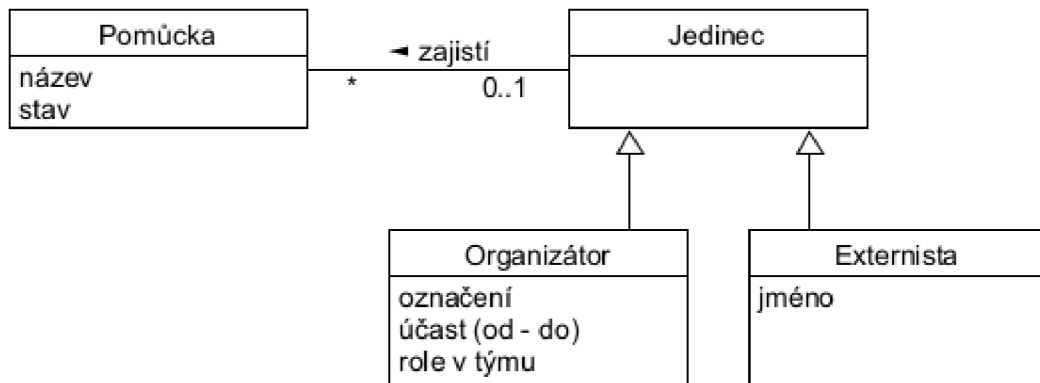 Pomůcka
název
stav
◄ zajistí
*
0..1
Jedinec
Organizátor
označení
účast (od - do)
role v týmu
Externista
jméno